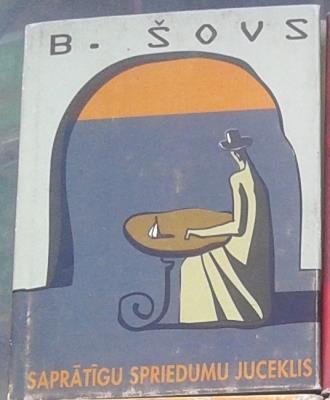 B. ŠOVS
SAPRĀTĪGU SPRIEDUMU JUCEKLIS